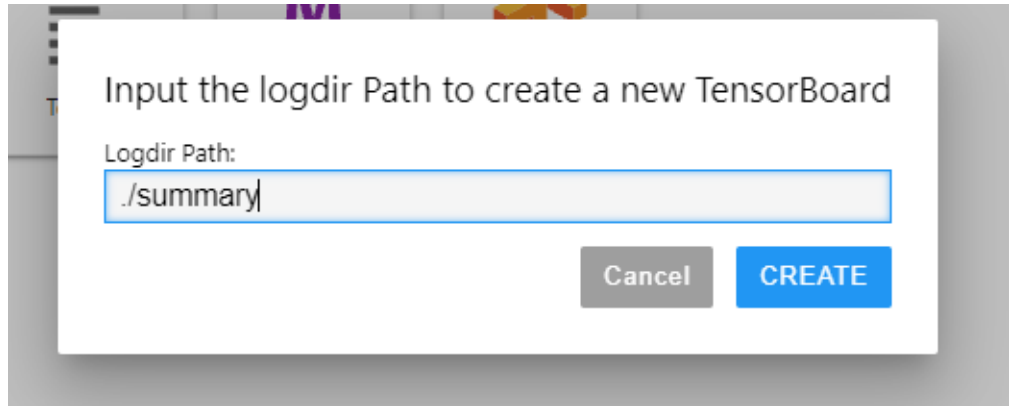 Input the logdir Path to create a new TensorBoard
Logdir Path:
./summary
Cancel
CREATE